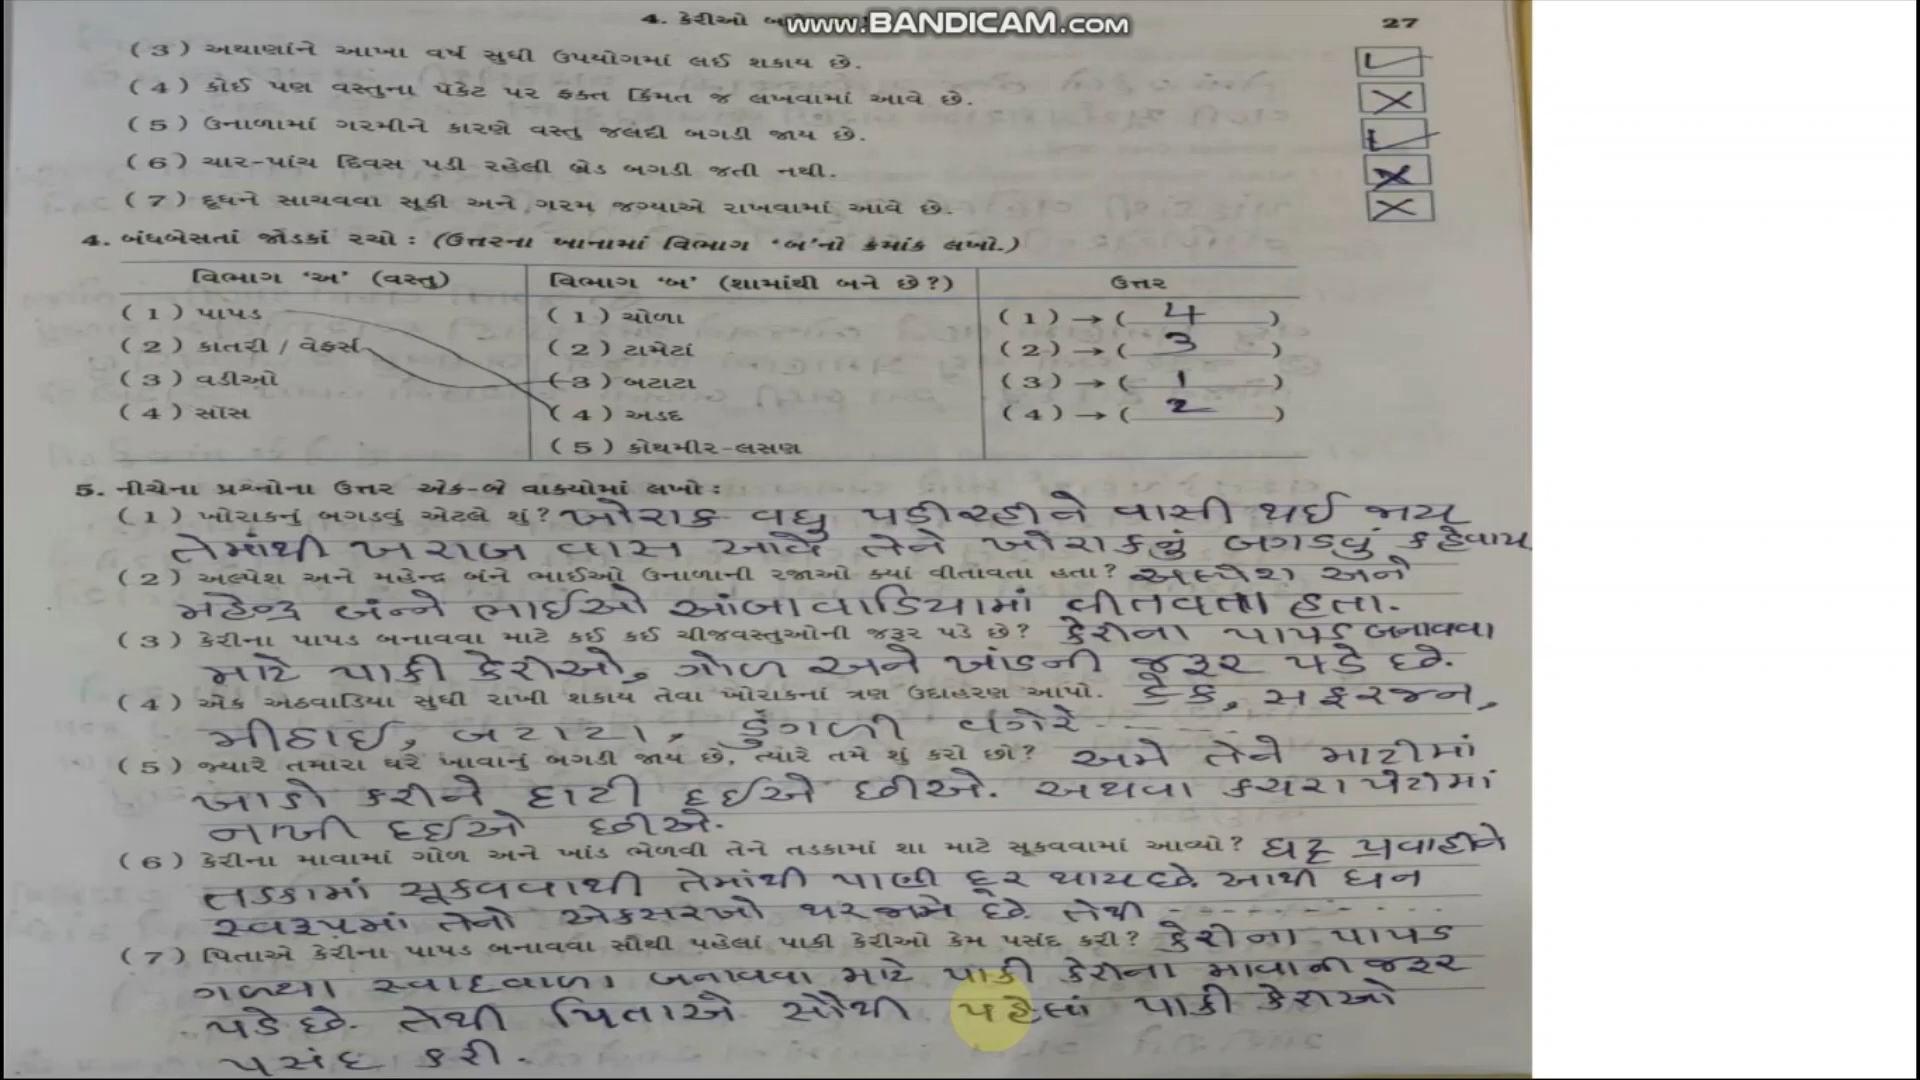 4. કેરીઓ
www.BANDICAM.com
27
(3) અથાણાંને આખા વર્ષ સુધી ઉપયોગમાં લઈ શકાય છે. ✓
(4) કોઈ પણ વસ્તુના પૅકેટ પર ફક્ત કિંમત જ લખવામાં આવે છે. ✗
(5) ઉનાળામાં ગરમીને કારણે વસ્તુ જલદી બગડી જાય છે. ✓
(6) ચાર-પાંચ દિવસ પડી રહેલી બ્રેડ બગડી જતી નથી. ✗
(7) દૂધને સાચવવા સૂકી અને ગરમ જગ્યાએ રાખવામાં આવે છે. ✗
4. બંધબેસતાં જોડકાં રચો : (ઉત્તરના ખાનામાં વિભાગ ‘બ’નો ક્રમાંક લખો.)
વિભાગ ‘અ’ (વસ્તુ) વિભાગ ‘બ’ (શામાંથી બને છે?) ઉત્તર
(1) પાપડ (1) ચોળા (1) → (4)
(2) કાતરી / વેફર્સ (2) ટામેટાં (2) → (3)
(3) વડીઓ (3) બટાટા (3) → (1)
(4) સૉસ (4) અડદ (4) → (2)
(5) કોથમીર-લસણ
5. નીચેના પ્રશ્નોના ઉત્તર એક-બે વાક્યોમાં લખો :
(1) ખોરાકનું બગડવું એટલે શું? ખોરાક વધુ પડીરહીને વાસી થઈ જાય
તેમાંથી ખરાબ વાસ આવે તેને ખોરાકનું બગડવું કહેવાય
(2) અલ્પેશ અને મહેન્દ્ર બંને ભાઈઓ ઉનાળાની રજાઓ ક્યાં વીતાવતા હતા? અલ્પેશ અને
મહેન્દ્ર બંન્ને ભાઈઓ આંબાવાડિયામાં વીતવતા હતા.
(3) કેરીના પાપડ બનાવવા માટે કઈ કઈ ચીજવસ્તુઓની જરૂર પડે છે? કેરીના પાપડ બનાવવા
માટે પાકી કેરીઓ, ગોળ અને ખાંડની જરૂર પડે છે.
(4) એક અઠવાડિયા સુધી રાખી શકાય તેવા ખોરાકનાં ત્રણ ઉદાહરણ આપો. કેક, સફરજન,
મીઠાઈ, બટાટા, ડુંગળી વગેરે
(5) જ્યારે તમારા ઘરે ખાવાનું બગડી જાય છે, ત્યારે તમે શું કરો છો? અમે તેને માટીમાં
ખાડો કરીને દાટી દઈએ છીએ. અથવા કચરા પેટીમાં
નાખી દઈએ છીએ.
(6) કેરીના માવામાં ગોળ અને ખાંડ ભેળવી તેને તડકામાં શા માટે સૂકવવામાં આવ્યો? ઘટ્ટ પ્રવાહીને
તડકામાં સૂકવવાથી તેમાંથી પાણી દૂર થાય છે. આથી ઘન
સ્વરૂપમાં તેનો એકસરખો થર જામે છે. તેથી
(7) પિતાએ કેરીના પાપડ બનાવવા સૌથી પહેલાં પાકી કેરીઓ કેમ પસંદ કરી? કેરીના પાપડ
ગળ્યા સ્વાદવાળા બનાવવા માટે પાકી કેરીના માવાની જરૂર
પડે છે. તેથી પિતાએ સૌથી પહેલાં પાકી કેરીઓ
પસંદ કરી.